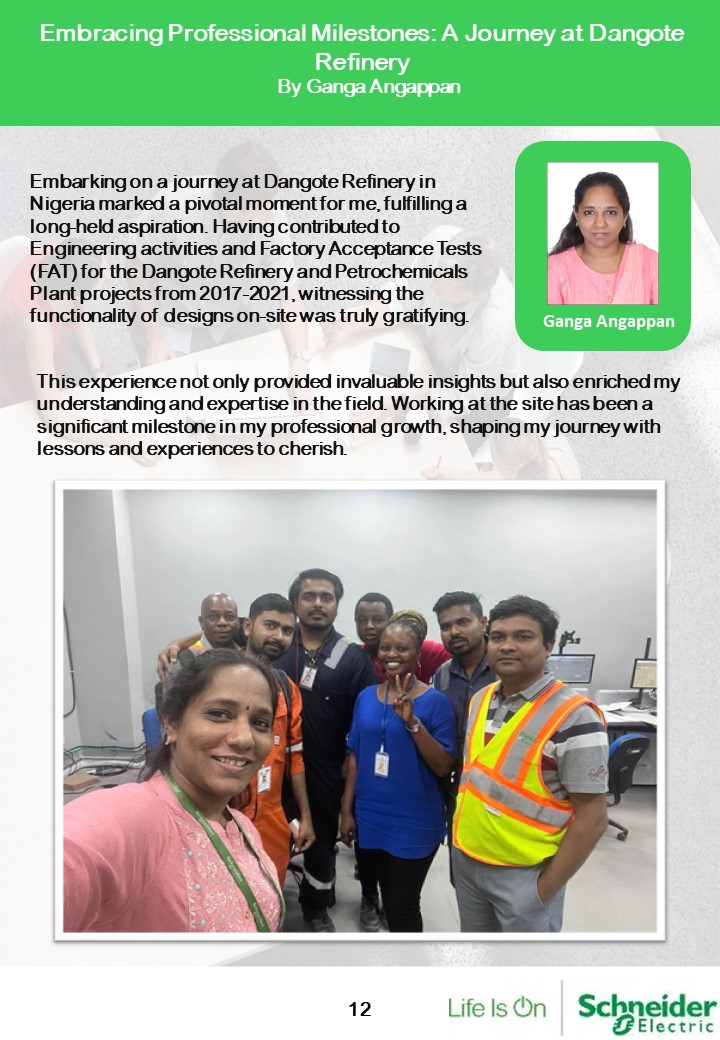 Embracing Professional Milestones: A Journey at Dangote
Refinery
By Ganga Angappan
Embarking on a journey at Dangote Refinery in
Nigeria marked a pivotal moment for me, fulfilling a
long-held aspiration. Having contributed to
Engineering activities and Factory Acceptance Tests
(FAT) for the Dangote Refinery and Petrochemicals
Plant projects from 2017-2021, witnessing the
functionality of designs on-site was truly gratifying.
Ganga Angappan
This experience not only provided invaluable insights but also enriched my
understanding and expertise in the field. Working at the site has been a
significant milestone in my professional growth, shaping my journey with
lessons and experiences to cherish.
12
Life Is On
Schneider
Electric